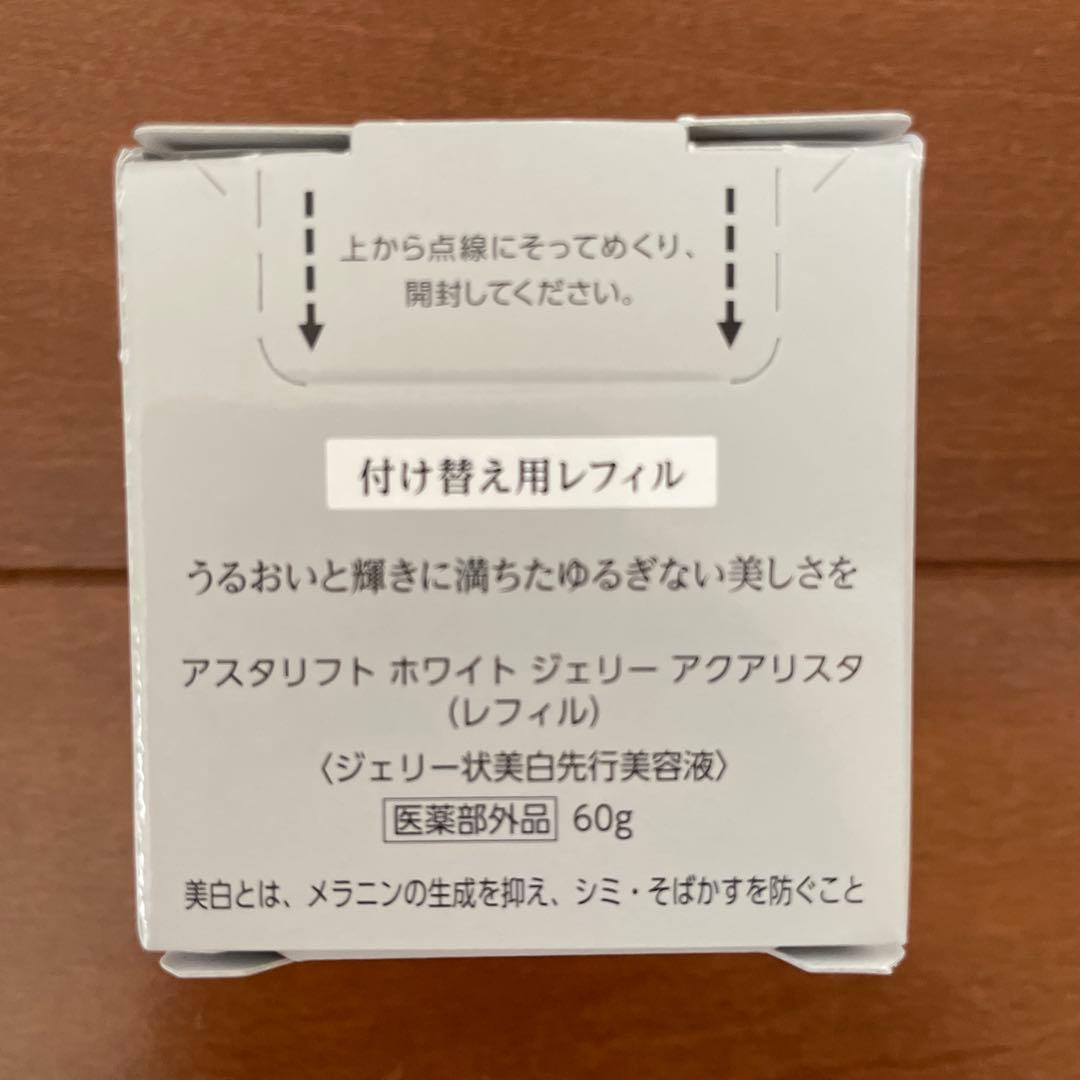 上から点線にそってめくり、
開封してください。
付け替え用レフィル
うるおいと輝きに満ちたゆるぎない美しさを
アスタリフト ホワイト ジェリー アクアリスタ
（レフィル）
〈ジェリー状美白先行美容液〉
医薬部外品 60g
美白とは、メラニンの生成を抑え、シミ・そばかすを防ぐこと